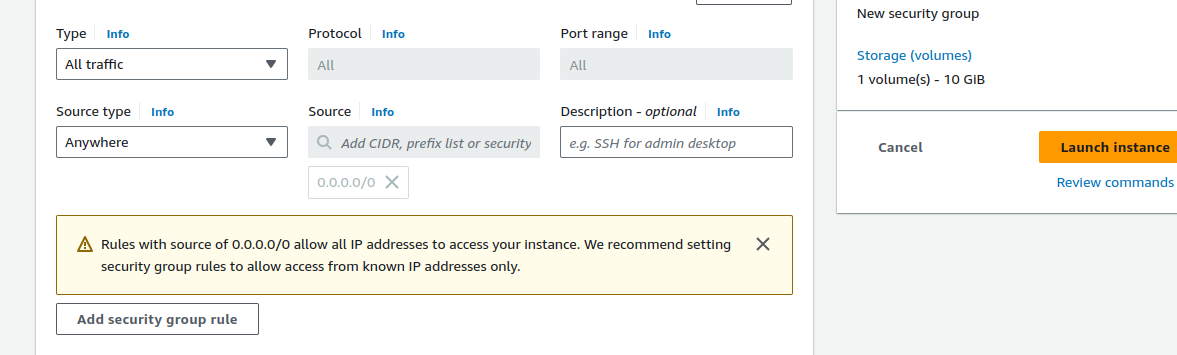 Type Info
Protocol Info
Port range Info
All traffic
All
All
Source type Info
Source Info
Description - optional Info
Anywhere
Add CIDR, prefix list or security
e.g. SSH for admin desktop
0.0.0.0/0
Rules with source of 0.0.0.0/0 allow all IP addresses to access your instance. We recommend setting
security group rules to allow access from known IP addresses only.
Add security group rule
New security group
Storage (volumes)
1 volume(s) - 10 GiB
Cancel
Launch instance
Review commands